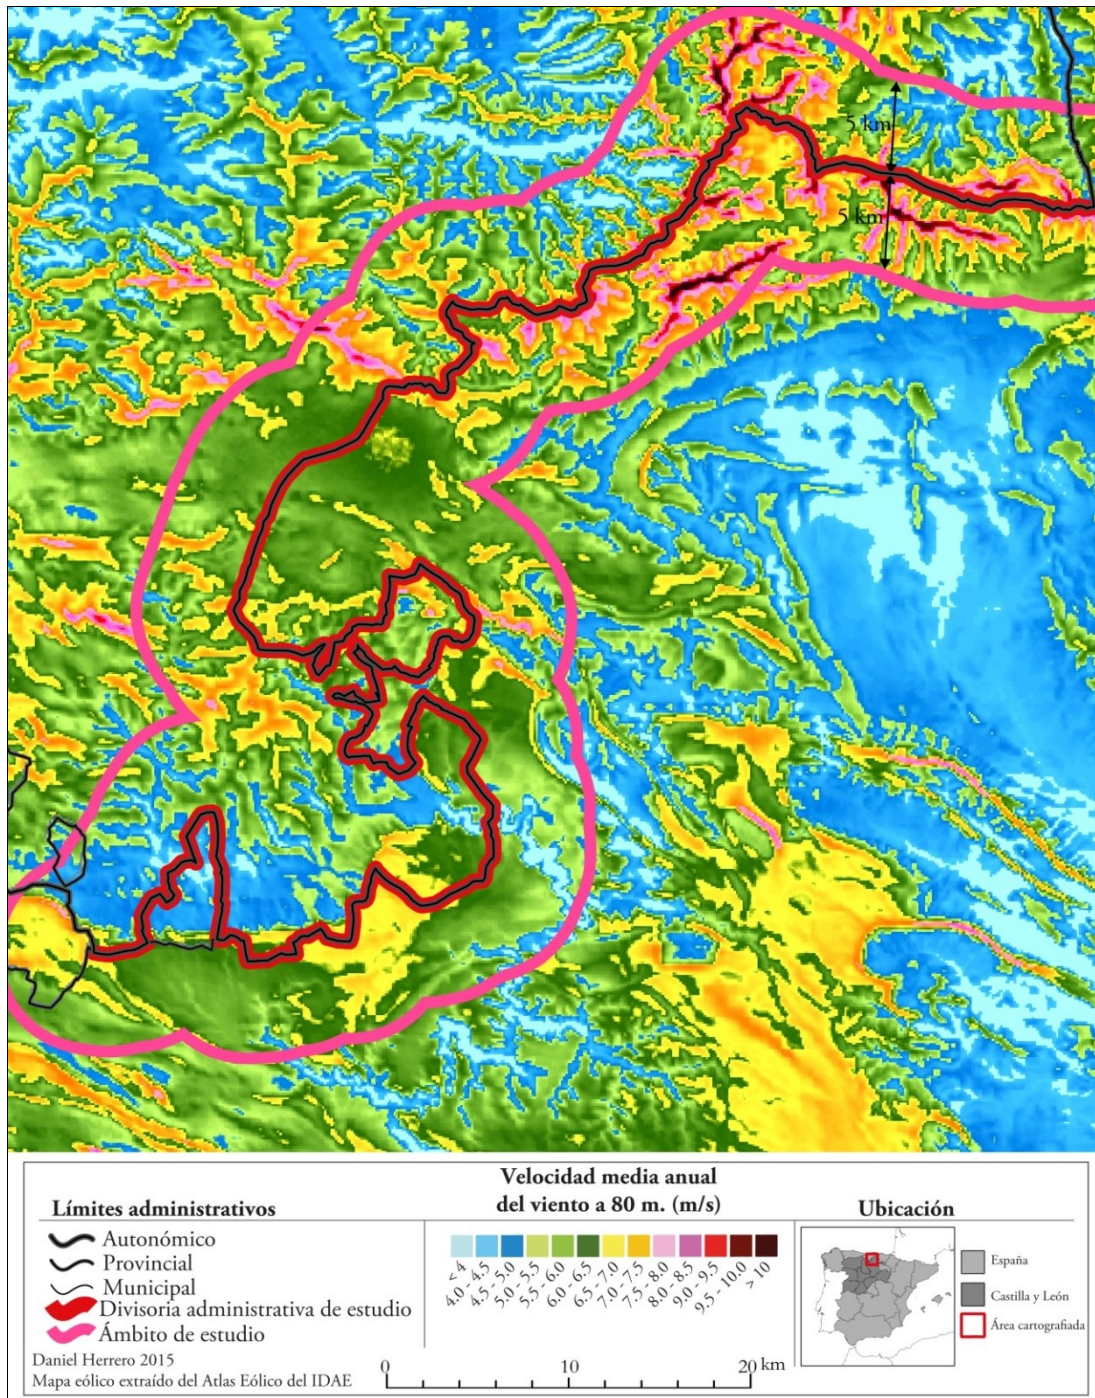 5 km
5 km
Límites administrativos
Autonómico
Provincial
Municipal
Divisoria administrativa de estudio
Ámbito de estudio
Daniel Herrero 2015
Mapa eólico extraído del Atlas Eólico del IDAE
Velocidad media anual
del viento a 80 m. (m/s)
< 4
4.0 - 4.5
4.5 - 5.0
5.0 - 5.5
5.5 - 6.0
6.0 - 6.5
6.5 - 7.0
7.0 - 7.5
7.5 - 8.0
8.0 - 8.5
9.0 - 9.5
9.5 - 10.0
> 10
0 10 20 km
Ubicación
España
Castilla y León
Área cartografiada